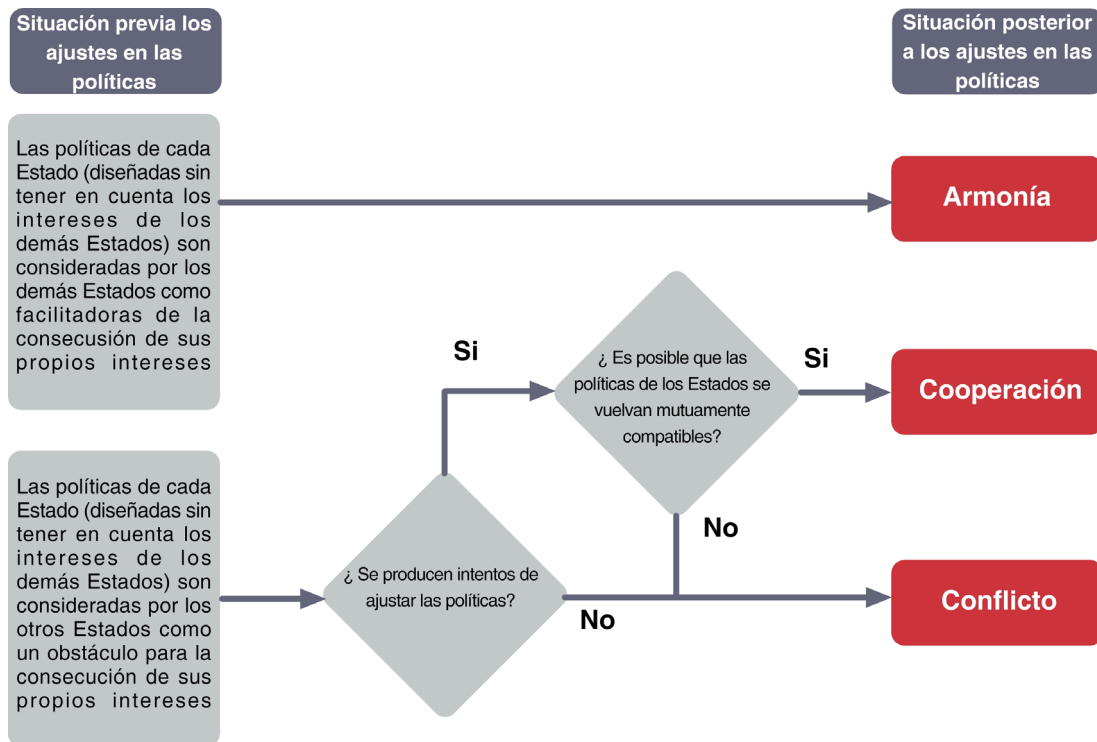 Situación previa los
ajustes en las
políticas
Situación posterior
a los ajustes en las
políticas
Las políticas de cada
Estado (diseñadas sin
tener en cuenta los
intereses de los
demás Estados) son
consideradas por los
demás Estados como
facilitadoras de la
consecusión de sus
propios intereses
Armonía
Si
¿ Es posible que las
políticas de los Estados se
vuelvan mutuamente
compatibles?
Si
Cooperación
Las políticas de cada
Estado (diseñadas sin
tener en cuenta los
intereses de los
demás Estados) son
consideradas por los
otros Estados como
un obstáculo para la
consecución de sus
propios intereses
¿ Se producen intentos de
ajustar las políticas?
No
No
Conflicto